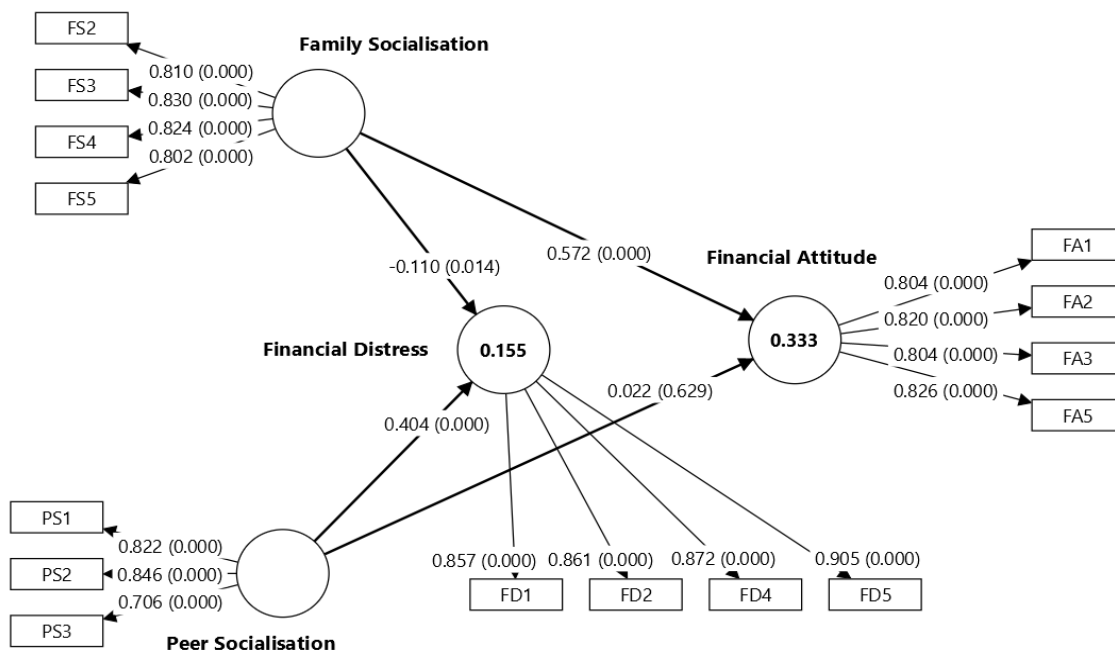 FS2
Family Socialisation
0.810 (0.000)
FS3
0.830 (0.000)
FS4
0.824 (0.000)
0.802 (0.000)
FS5
-0.110 (0.014)
0.572 (0.000)
Financial Attitude
FA1
0.804 (0.000)
FA2
0.820 (0.000)
0.333
0.804 (0.000)
FA3
0.826 (0.000)
FA5
Financial Distress
0.155
0.022 (0.629)
0.404 (0.000)
PS1
0.822 (0.000)
PS2
0.846 (0.000)
0.706 (0.000)
PS3
Peer Socialisation
0.857 (0.000)
0.861 (0.000)
0.872 (0.000)
0.905 (0.000)
FD1
FD2
FD4
FD5